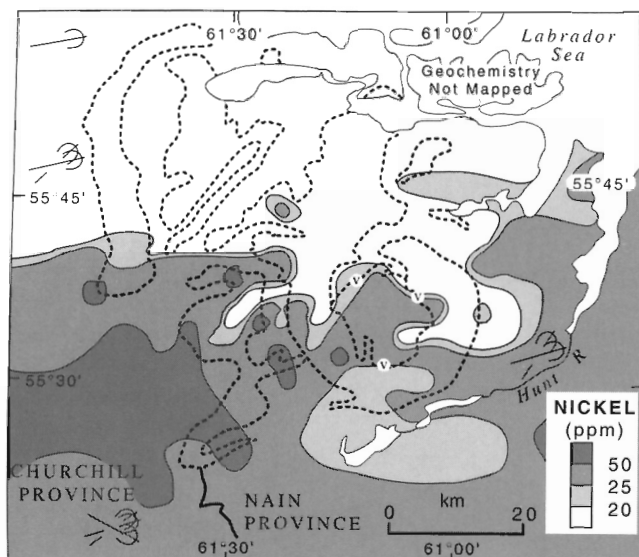 61°30'
61°00'
Labrador
Sea
Geochemistry
Not Mapped
55°45'
55°45'
v
v
55°30'
v
Hunt R
NICKEL
(ppm)
50
25
20
CHURCHILL
PROVINCE
NAIN
PROVINCE
km
0 20
61°30'
61°00'